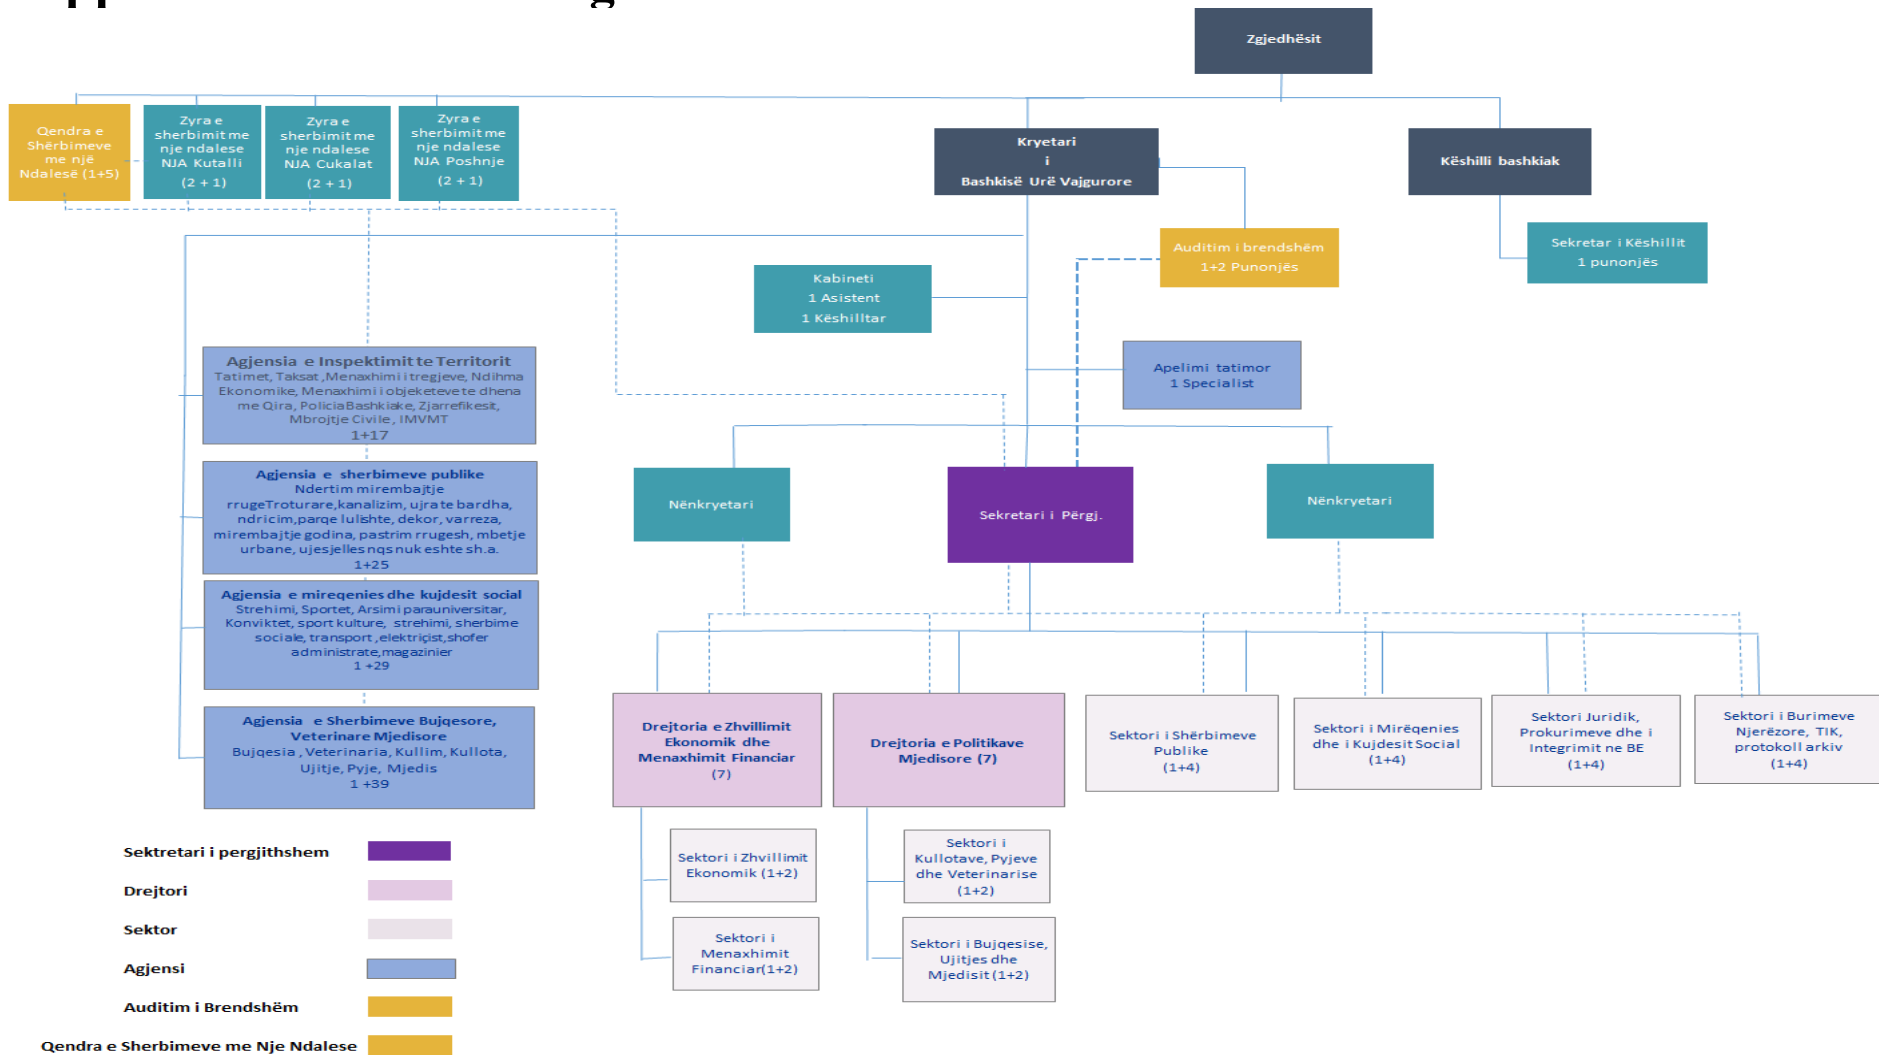 Zgjedhësit
Qendra e
Shërbimeve
me një
Ndalesë (1+5)
Zyra e
sherbimit me
nje ndalese
NJA Kutalli
(2 + 1)
Zyra e
sherbimit me
nje ndalese
NJA Cukalat
(2 + 1)
Zyra e
sherbimit me
nje ndalese
NJA Poshnje
(2 + 1)
Kryetari
i
Bashkisë Urë Vajgurore
Këshilli bashkiak
Auditim i brendshëm
1+2 Punonjës
Sekretar i Këshillit
1 punonjës
Kabineti
1 Asistent
1 Këshilltar
Apelimi tatimor
1 Specialist
Agjensia e Inspektimit te Territorit
Tatimet, Taksat ,Menaxhimi i tregjeve, Ndihma
Ekonomike, Menaxhimi i objeketeve te dhena
me Qira, Policia Bashkiake, Zjarrefikesit,
Mbrojtje Civile , IMVMT
1+17
Agjensia e sherbimeve publike
Ndertim mirembajtje
rrugeTroturare,kanalizim, ujrate bardha,
ndricim,parqe lulishte, dekor, varreza,
mirembajtje godina, pastrim rrugesh, mbetje
urbane, ujesjelles nqs nuk eshte sh.a.
1+25
Agjensia e mireqenies dhe kujdesit social
Strehimi, Sportet, Arsimi parauniversitar,
Konviktet, sport kulture, strehimi, sherbime
sociale, transport ,elektriçist,shofer
administrate,magazinier
1 +29
Agjensia e Sherbimeve Bujqesore,
Veterinare Mjedisore
Bujqesia , Veterinaria, Kullim, Kullota,
Ujitje, Pyje, Mjedis
1 +39
Nënkryetari
Sekretari i Përgj.
Nënkryetari
Drejtoria e Zhvillimit
Ekonomik dhe
Menaxhimit Financiar
(7)
Drejtoria e Politikave
Mjedisore (7)
Sektori i Shërbimeve
Publike
(1+4)
Sektori i Mirëqenies
dhe i Kujdesit Social
(1+4)
Sektori Juridik,
Prokurimeve dhe i
Integrimit ne BE
(1+4)
Sektori i Burimeve
Njerëzore, TIK,
protokoll arkiv
(1+4)
Sektori i Zhvillimit
Ekonomik (1+2)
Sektori i
Menaxhimit
Financiar(1+2)
Sektori i
Kullotave, Pyjeve
dhe Veterinarise
(1+2)
Sektori i Bujqesise,
Ujitjes dhe
Mjedisit (1+2)
Sektretari i pergjithshem
Drejtori
Sektor
Agjensi
Auditim i Brendshëm
Qendra e Sherbimeve me Nje Ndalese